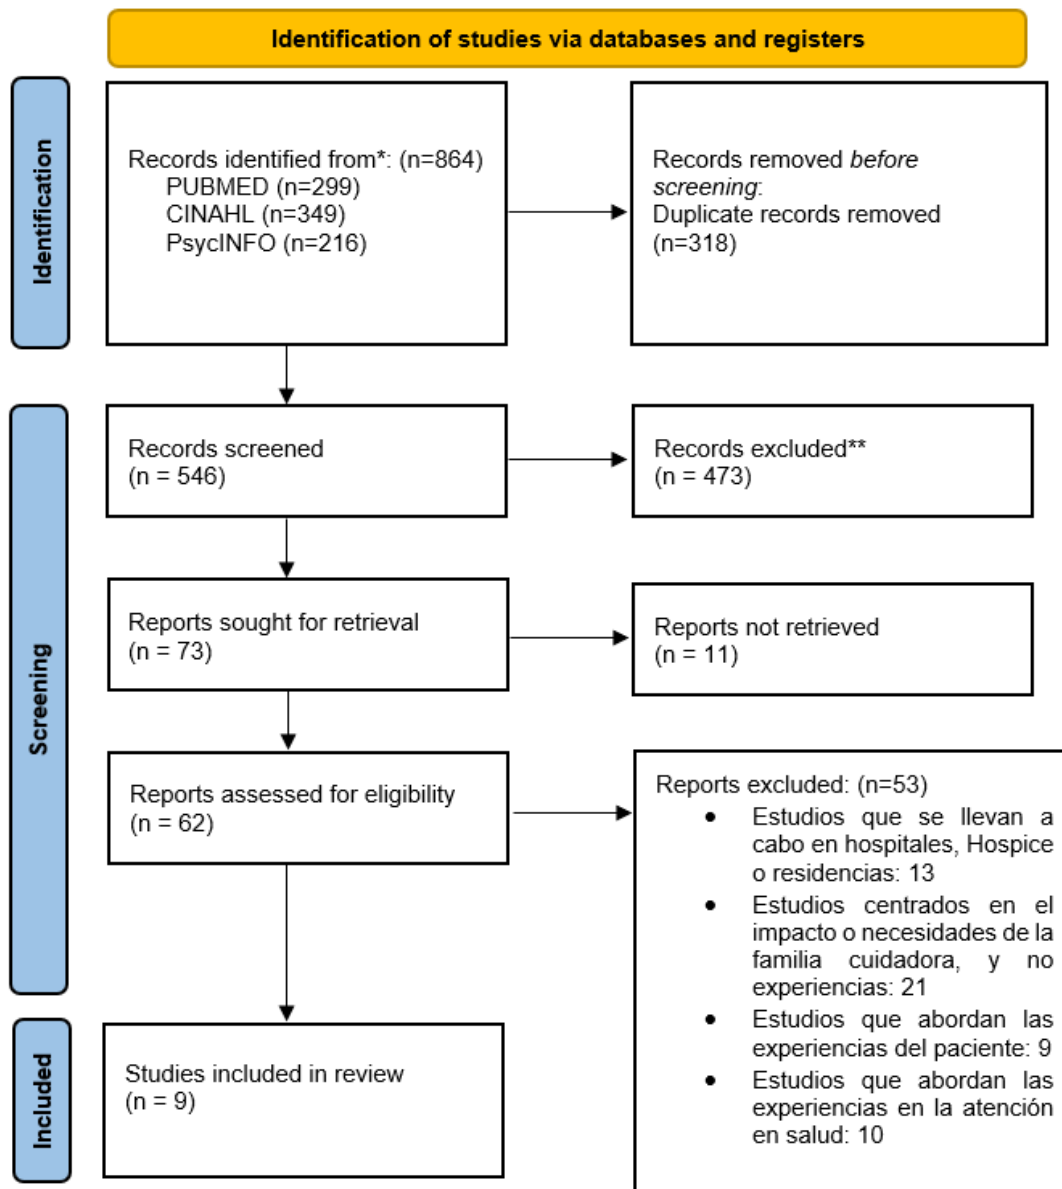 Identification of studies via databases and registers
Identification
Records identified from*: (n=864)
PUBMED (n=299)
CINAHL (n=349)
PsycINFO (n=216)
Records removed before
screening:
Duplicate records removed
(n=318)
Screening
Records screened
(n = 546)
Records excluded**
(n = 473)
Reports sought for retrieval
(n = 73)
Reports not retrieved
(n = 11)
Reports assessed for eligibility
(n = 62)
Reports excluded: (n=53)
• Estudios que se llevan a
cabo en hospitales, Hospice
o residencias: 13
• Estudios centrados en el
impacto o necesidades de la
familia cuidadora, y no
experiencias: 21
• Estudios que abordan las
experiencias del paciente: 9
• Estudios que abordan las
experiencias en la atención
en salud: 10
Included
Studies included in review
(n = 9)